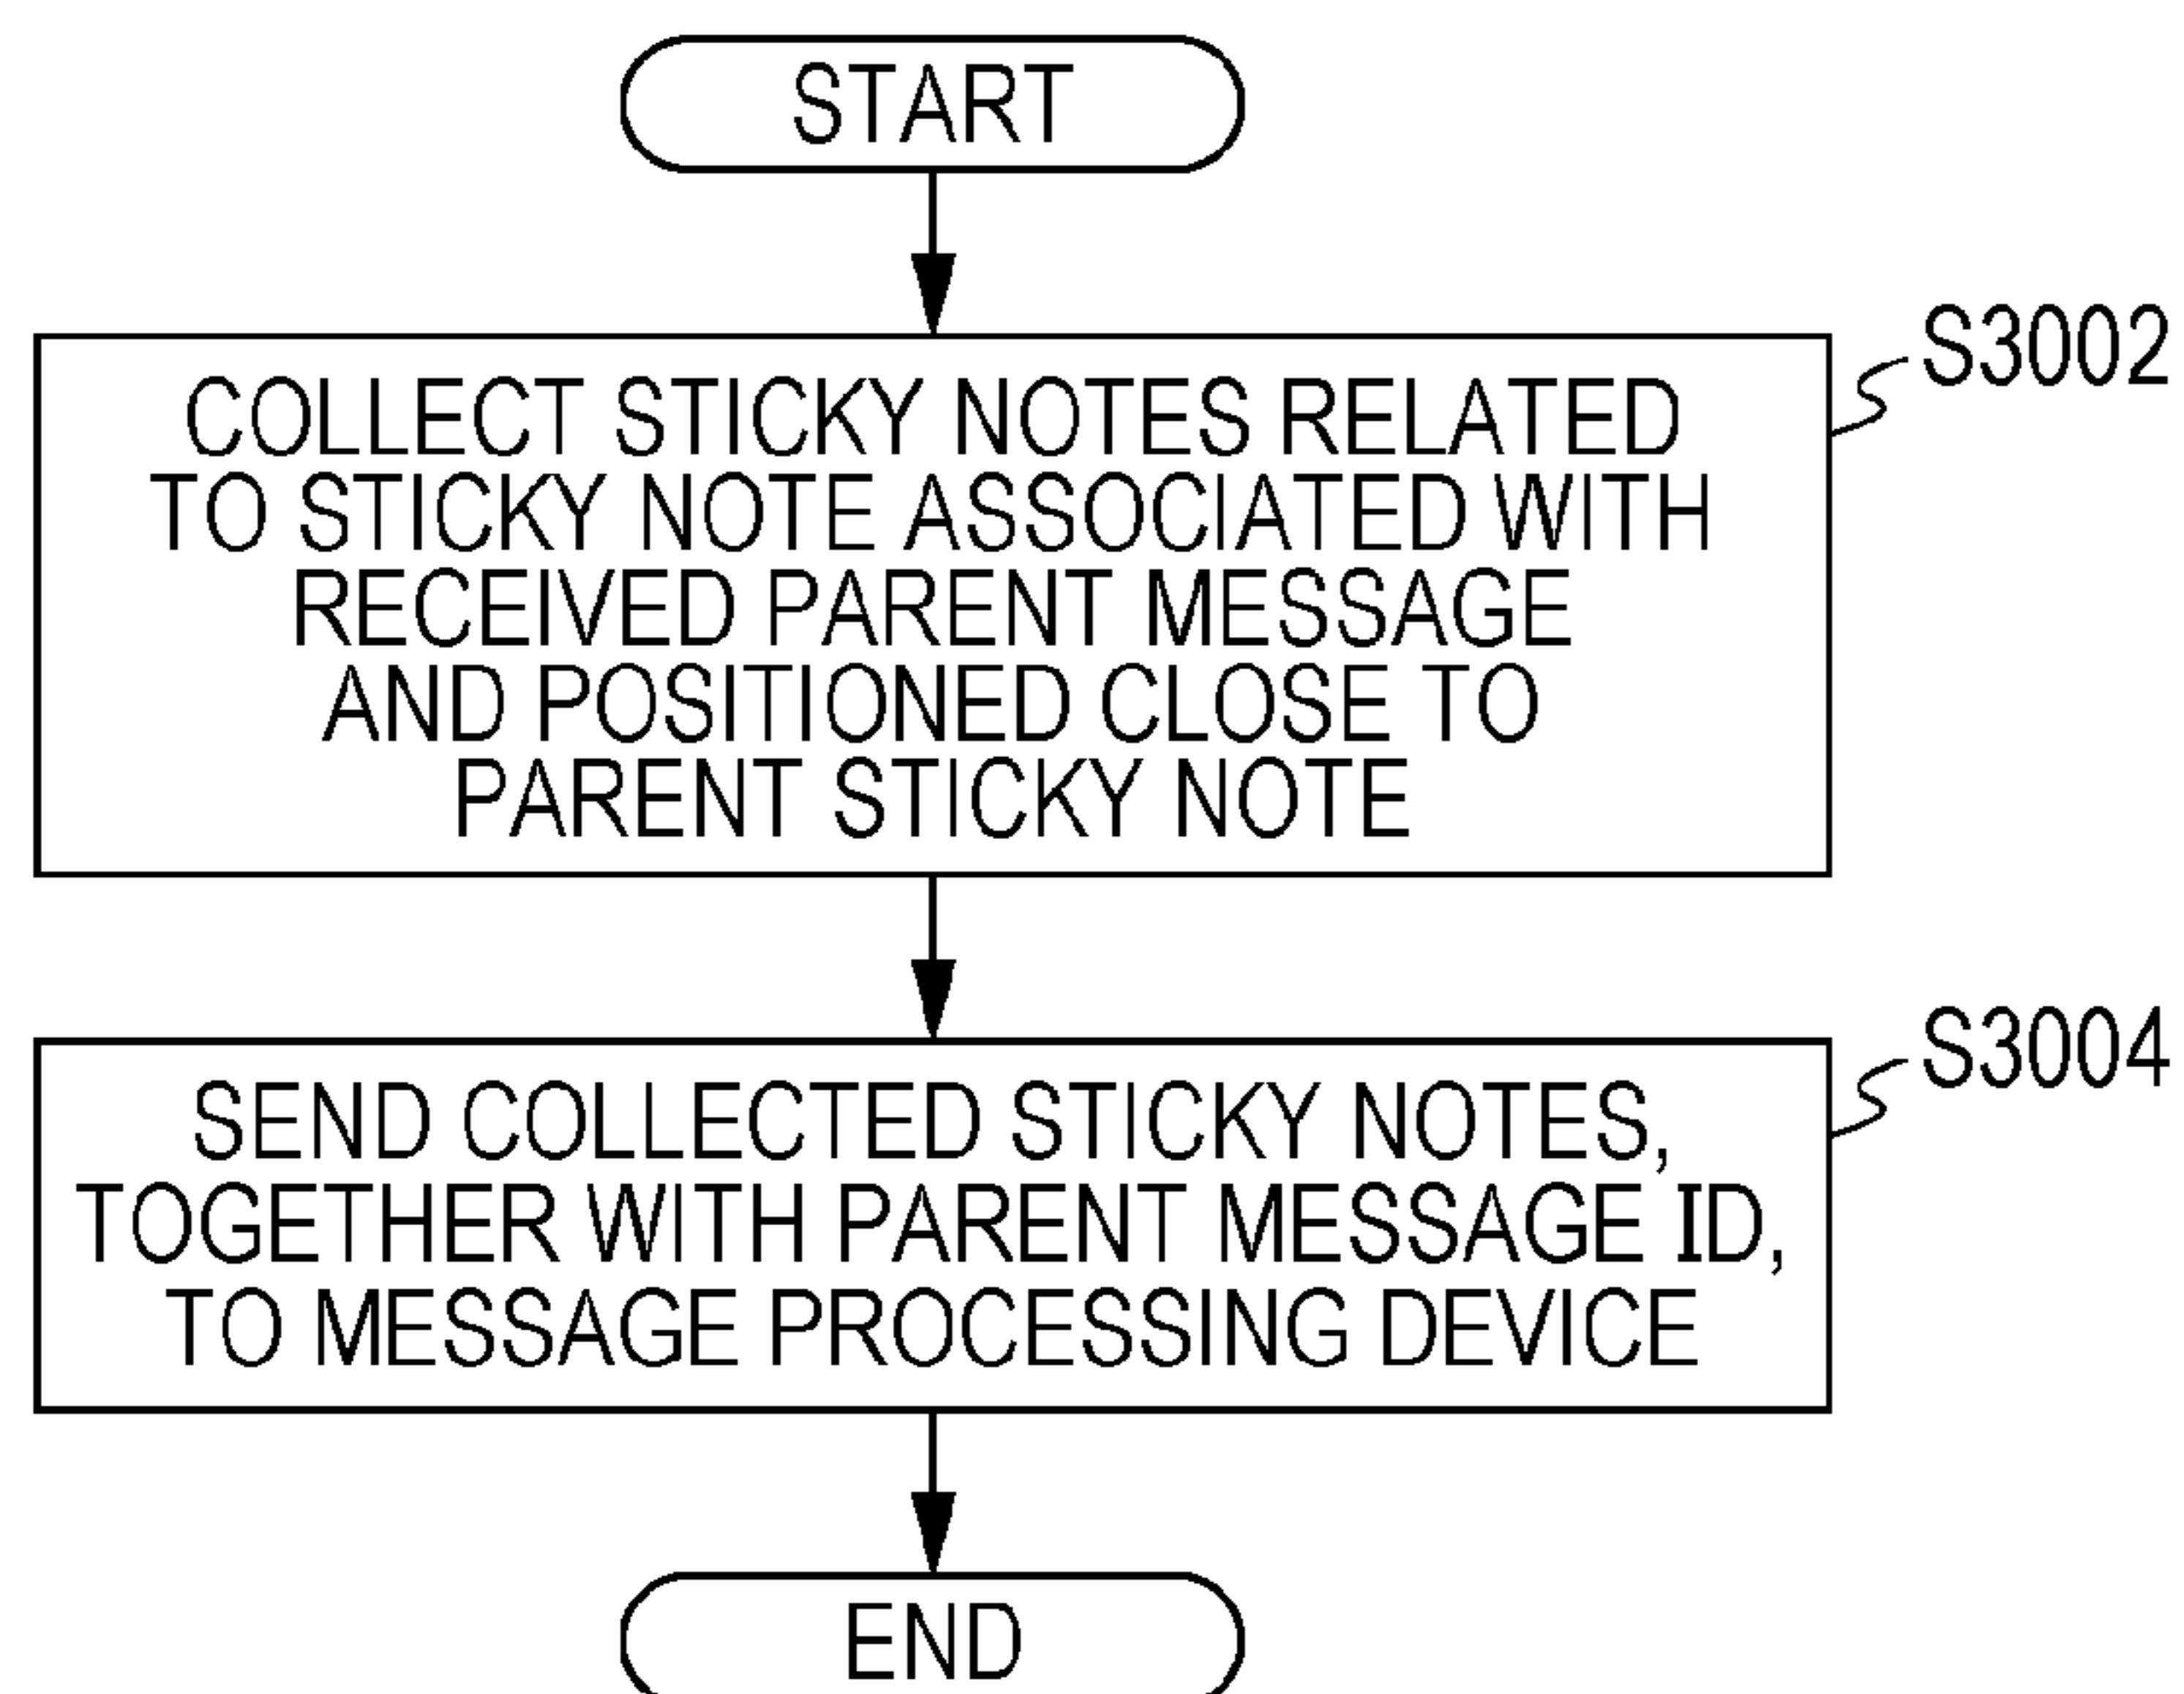 START
S3002
COLLECT STICKY NOTES RELATED
TO STICKY NOTE ASSOCIATED WITH
RECEIVED PARENT MESSAGE
AND POSITIONED CLOSE TO
PARENT STICKY NOTE
S3004
SEND COLLECTED STICKY NOTES,
TOGETHER WITH PARENT MESSAGE ID,
TO MESSAGE PROCESSING DEVICE
END